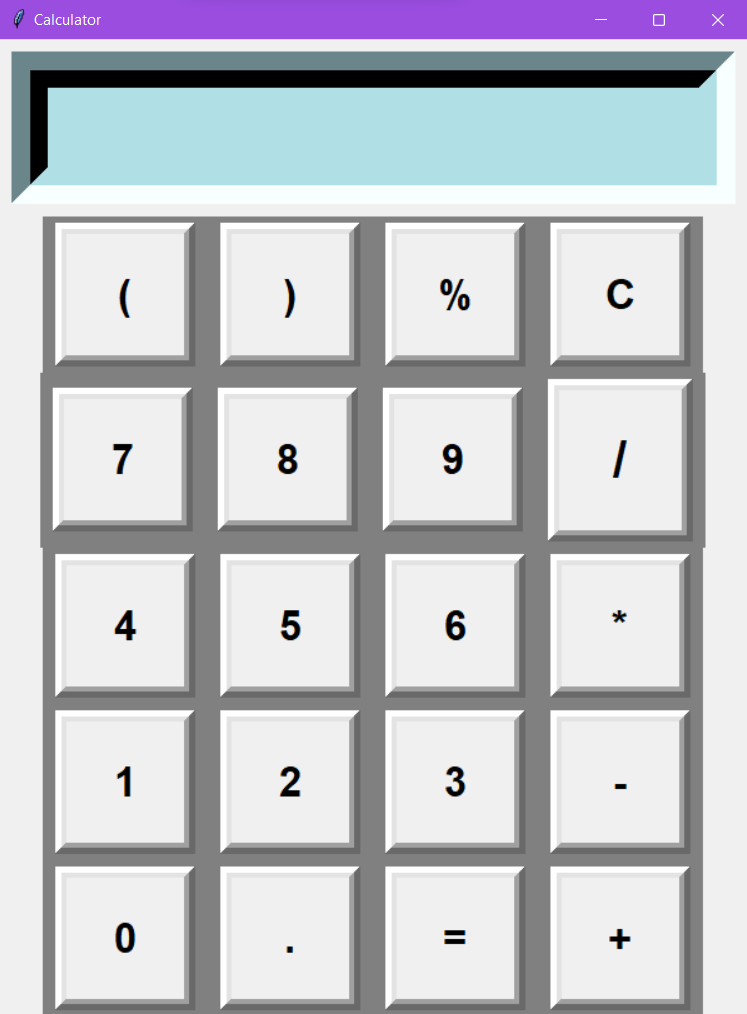 Calculator
( ) % C
7 8 9 /
4 5 6 *
1 2 3 -
0 . = +